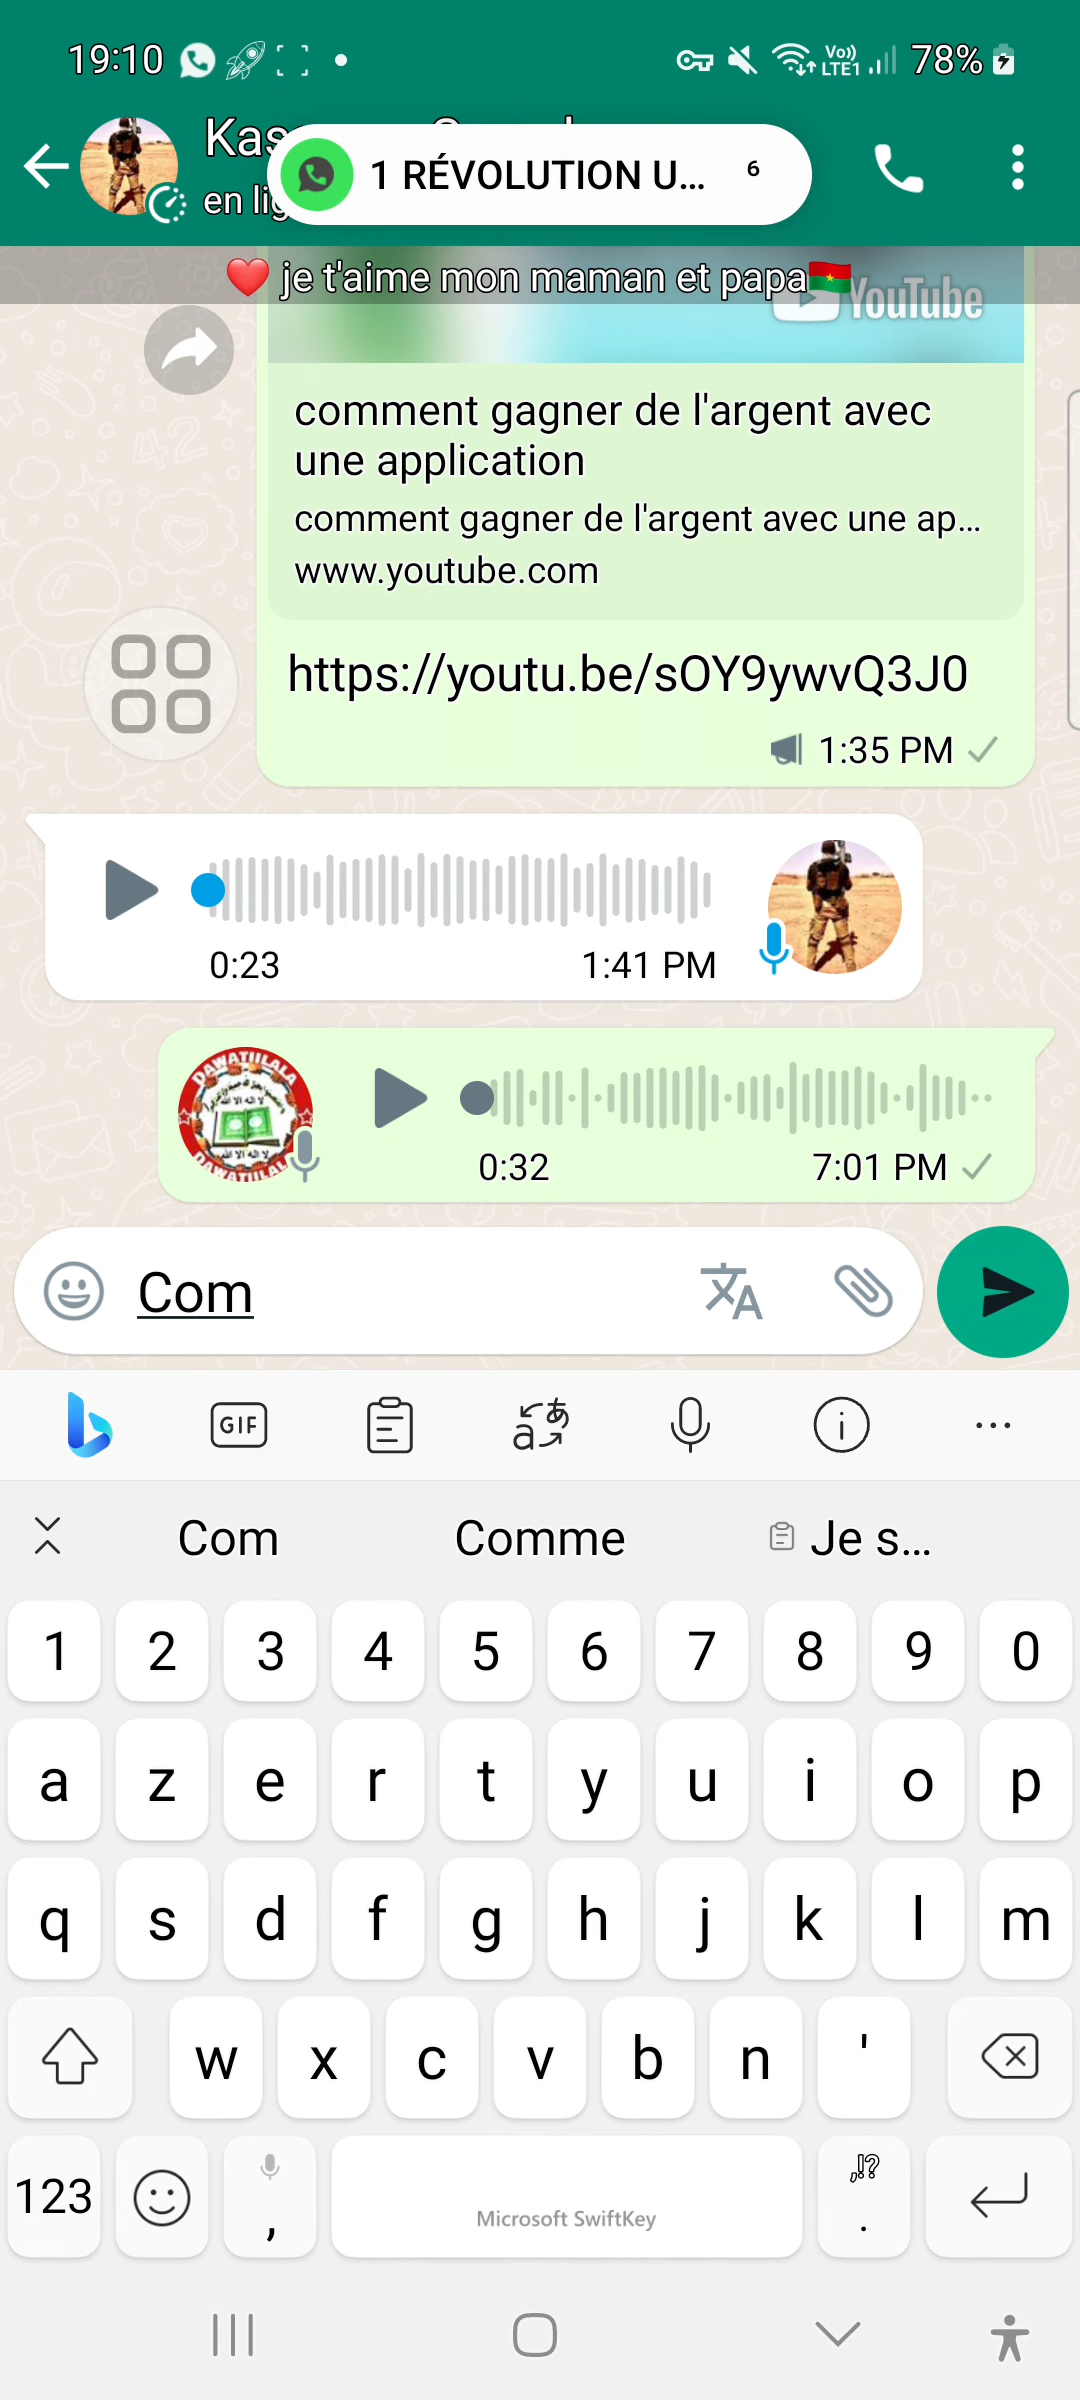 19:10
Vo)) LTE1 78%
Kas
1 RÉVOLUTION U... 6
en lig
❤️ je t'aime mon maman et papa🇧🇫
YouTube
comment gagner de l'argent avec
une application
comment gagner de l'argent avec une ap...
www.youtube.com
https://youtu.be/sOY9ywvQ3J0
1:35 PM
0:23 1:41 PM
DAWATIILALA
0:32 7:01 PM
Com
GIF
Com Comme Je s...
1 2 3 4 5 6 7 8 9 0
a z e r t y u i o p
q s d f g h j k l m
w x c v b n '
123 , Microsoft SwiftKey ,!? .